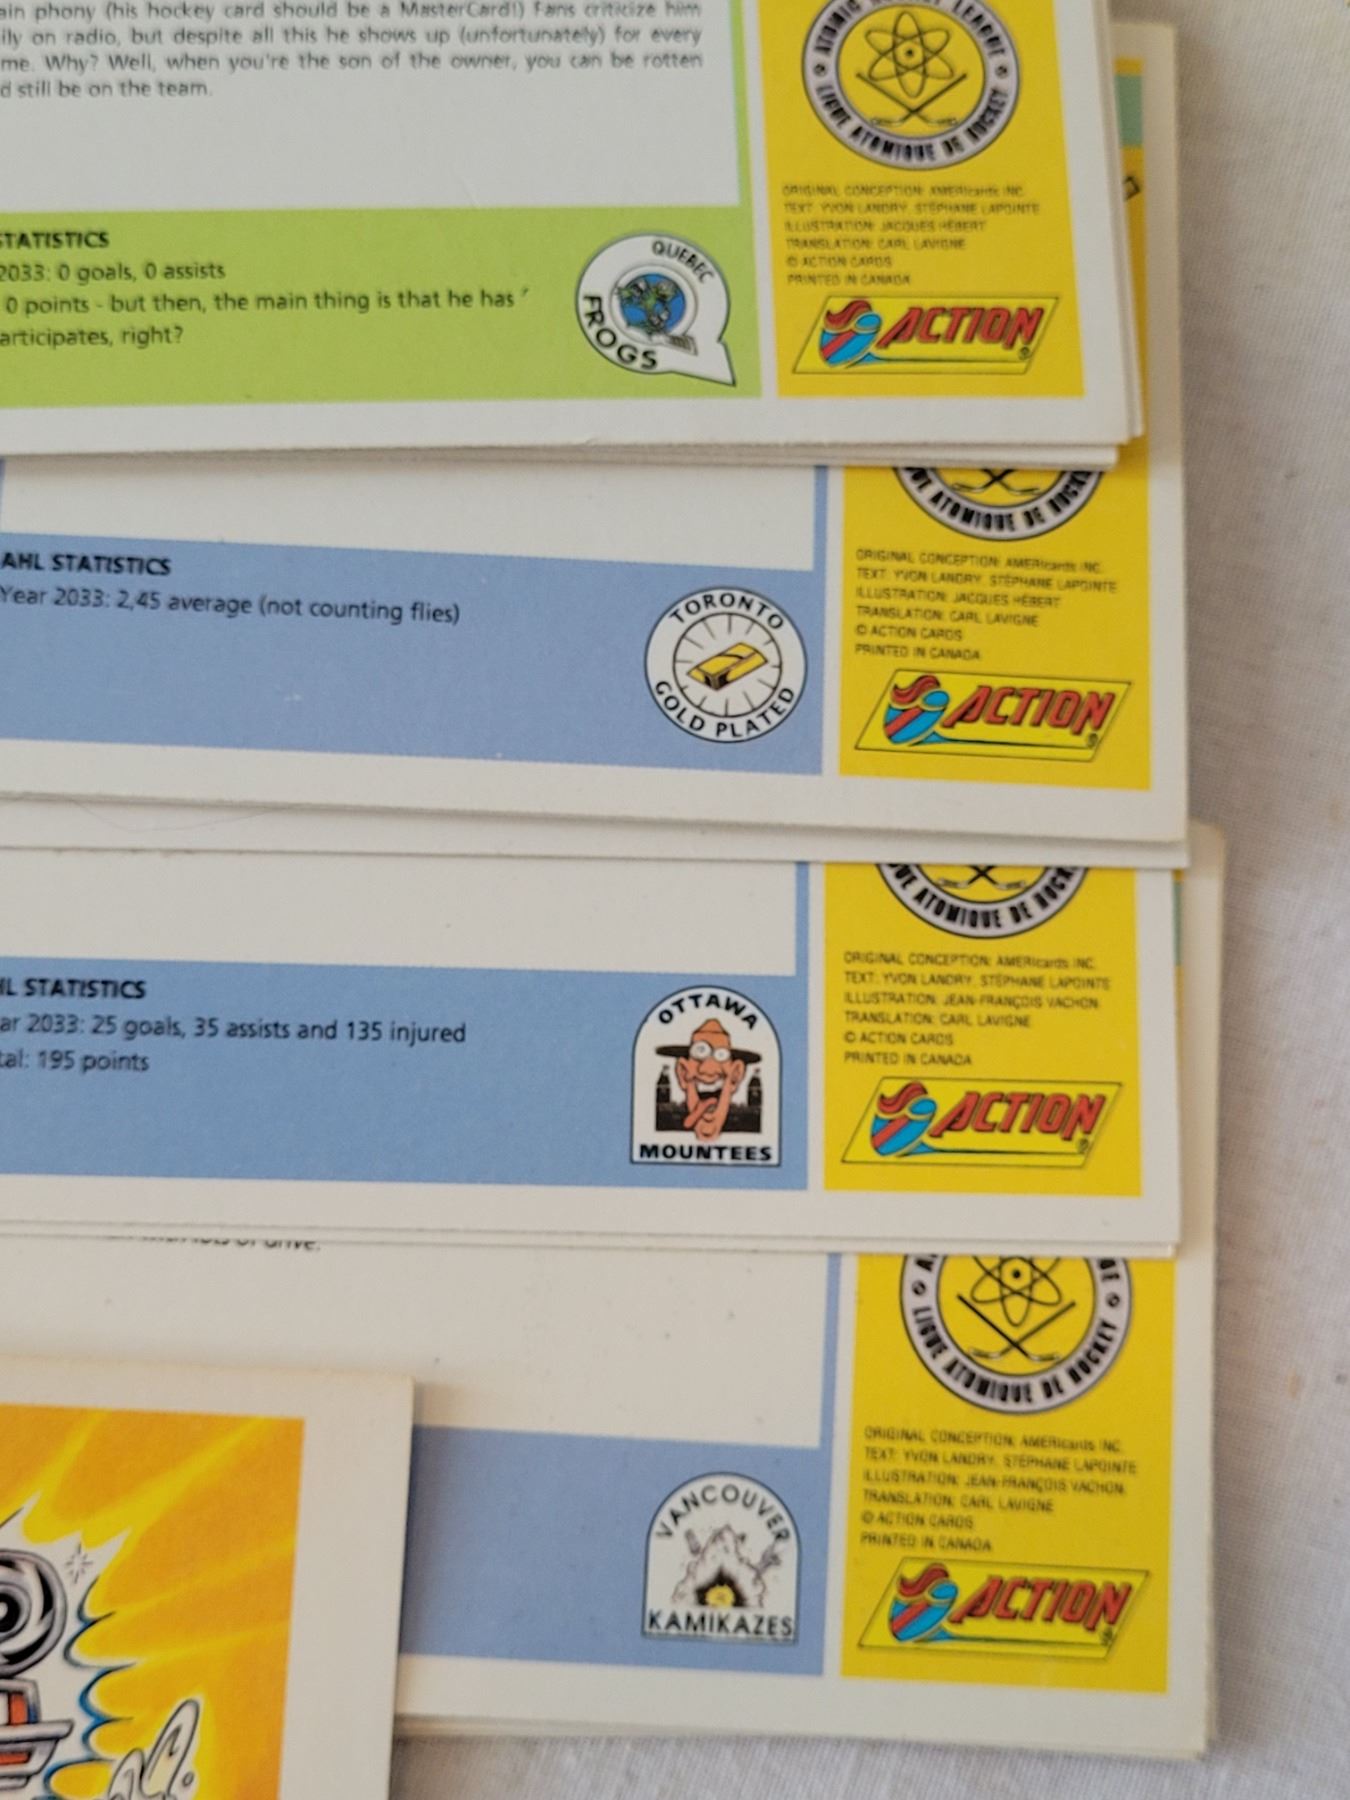 ain phony (his hockey card should be a MasterCard!) Fans criticize him
ily on radio, but despite all this he shows up (unfortunately) for every
me. Why? Well, when you're the son of the owner, you can be rotten
d still be on the team.
ATOMIC HOCKEY LEAGUE
LIGUE ATOMIQUE DE HOCKEY
ORIGINAL CONCEPTION: AMERIcards INC.
TEXT: YVON LANDRY, STÉPHANE LAPOINTE
ILLUSTRATION: JACQUES HÉBERT
TRANSLATION: CARL LAVIGNE
© ACTION CARDS
PRINTED IN CANADA
ACTION
STATISTICS
2033: 0 goals, 0 assists
0 points - but then, the main thing is that he has
articipates, right?
QUEBEC
FROGS
AHL STATISTICS
Year 2033: 2,45 average (not counting flies)
TORONTO
GOLD PLATED
ATOMIQUE DE HOCKEY
ORIGINAL CONCEPTION: AMERIcards INC.
TEXT: YVON LANDRY, STÉPHANE LAPOINTE
ILLUSTRATION: JACQUES HÉBERT
TRANSLATION: CARL LAVIGNE
© ACTION CARDS
PRINTED IN CANADA
ACTION
HL STATISTICS
ar 2033: 25 goals, 35 assists and 135 injured
tal: 195 points
OTTAWA
MOUNTEES
ATOMIQUE DE HOCK
ORIGINAL CONCEPTION: AMERIcards INC.
TEXT: YVON LANDRY, STÉPHANE LAPOINTE
ILLUSTRATION: JEAN-FRANÇOIS VACHON
TRANSLATION: CARL LAVIGNE
© ACTION CARDS
PRINTED IN CANADA
ACTION
drive.
VANCOUVER
KAMIKAZES
LIGUE ATOMIQUE DE HOCKEY
ORIGINAL CONCEPTION: AMERIcards INC.
TEXT: YVON LANDRY, STÉPHANE LAPOINTE
ILLUSTRATION: JEAN-FRANÇOIS VACHON
TRANSLATION: CARL LAVIGNE
© ACTION CARDS
PRINTED IN CANADA
ACTION